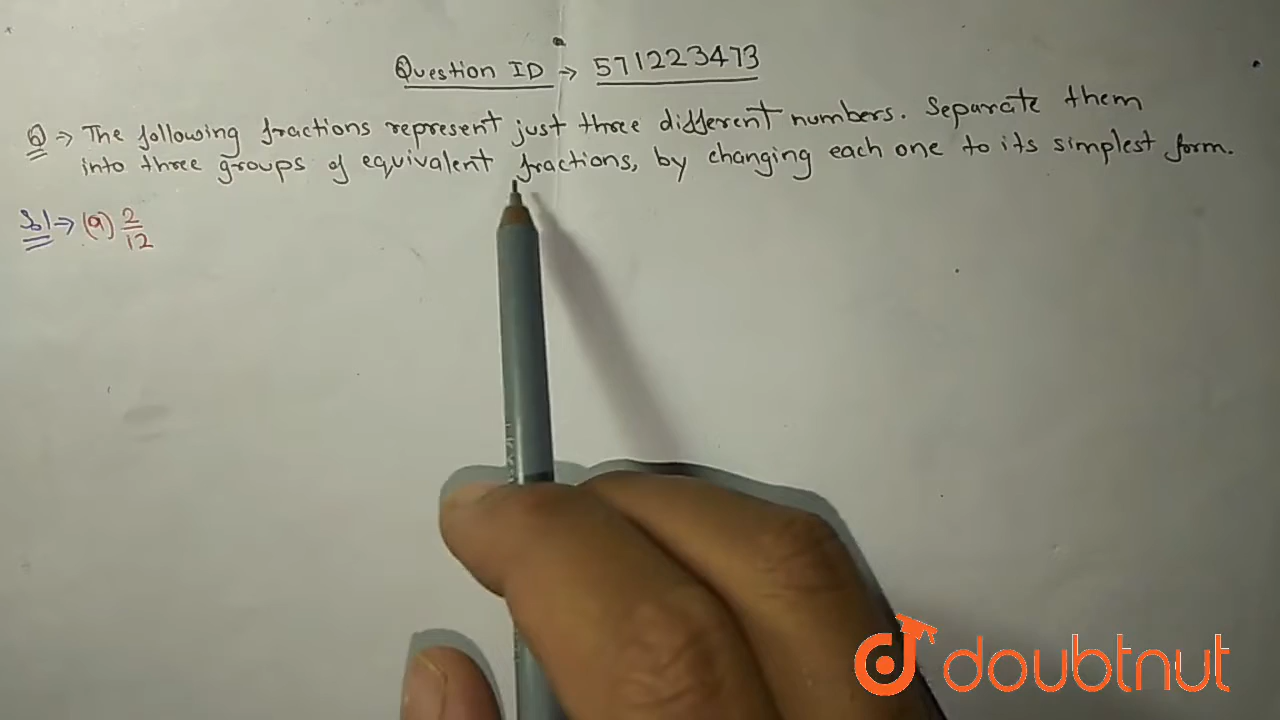 Question ID → 571223473
Q ⇒ The following fractions represent just three different numbers. Separate them
into three groups of equivalent fractions, by changing each one to its simplest form.
Sol → (a) 2/12
doubtnut